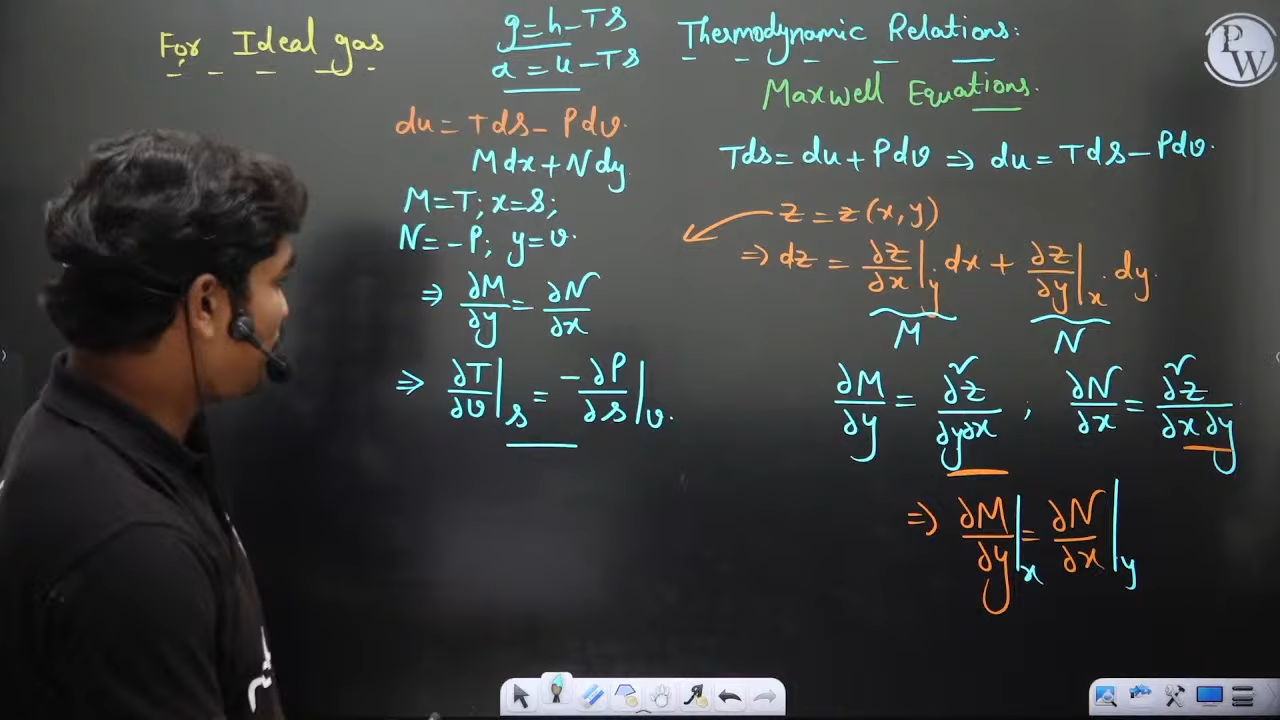 For Ideal gas
g = h - Ts
a = u - Ts
du = Tds - Pdv.
Mdx + Ndy
M = T; x = s;
N = -P; y = v.
⇒ ∂M/∂y = ∂N/∂x
⇒ ∂T/∂v|s = -∂P/∂s|v.
Thermodynamic Relations:
Maxwell Equations.
Tds = du + Pdv ⇒ du = Tds - Pdv.
z = z(x,y)
⇒ dz = ∂z/∂x|y dx + ∂z/∂y|x dy.
M N
∂M/∂y = ∂²z/∂y∂x ; ∂N/∂x = ∂²z/∂x∂y
⇒ ∂M/∂y|x = ∂N/∂x|y
PW